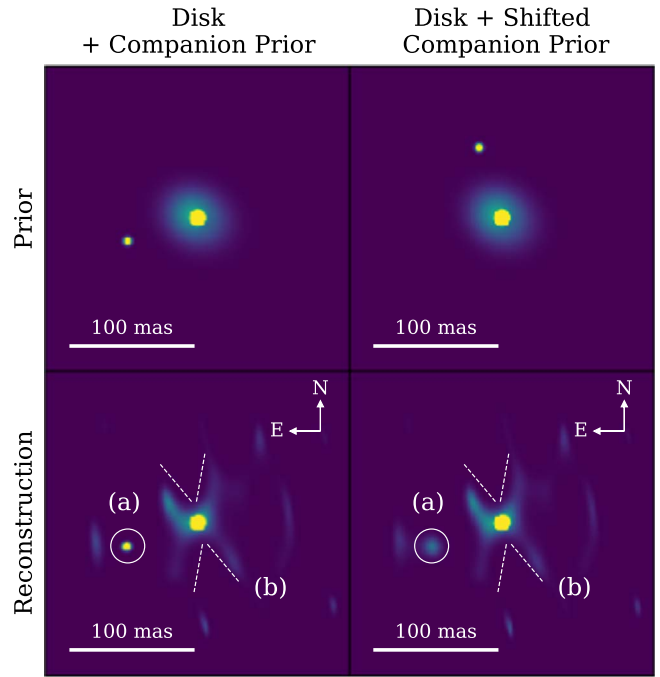 Disk
+ Companion Prior
Disk + Shifted
Companion Prior
Prior
100 mas
100 mas
Reconstruction
N
E
(a)
(b)
100 mas
N
E
(a)
(b)
100 mas